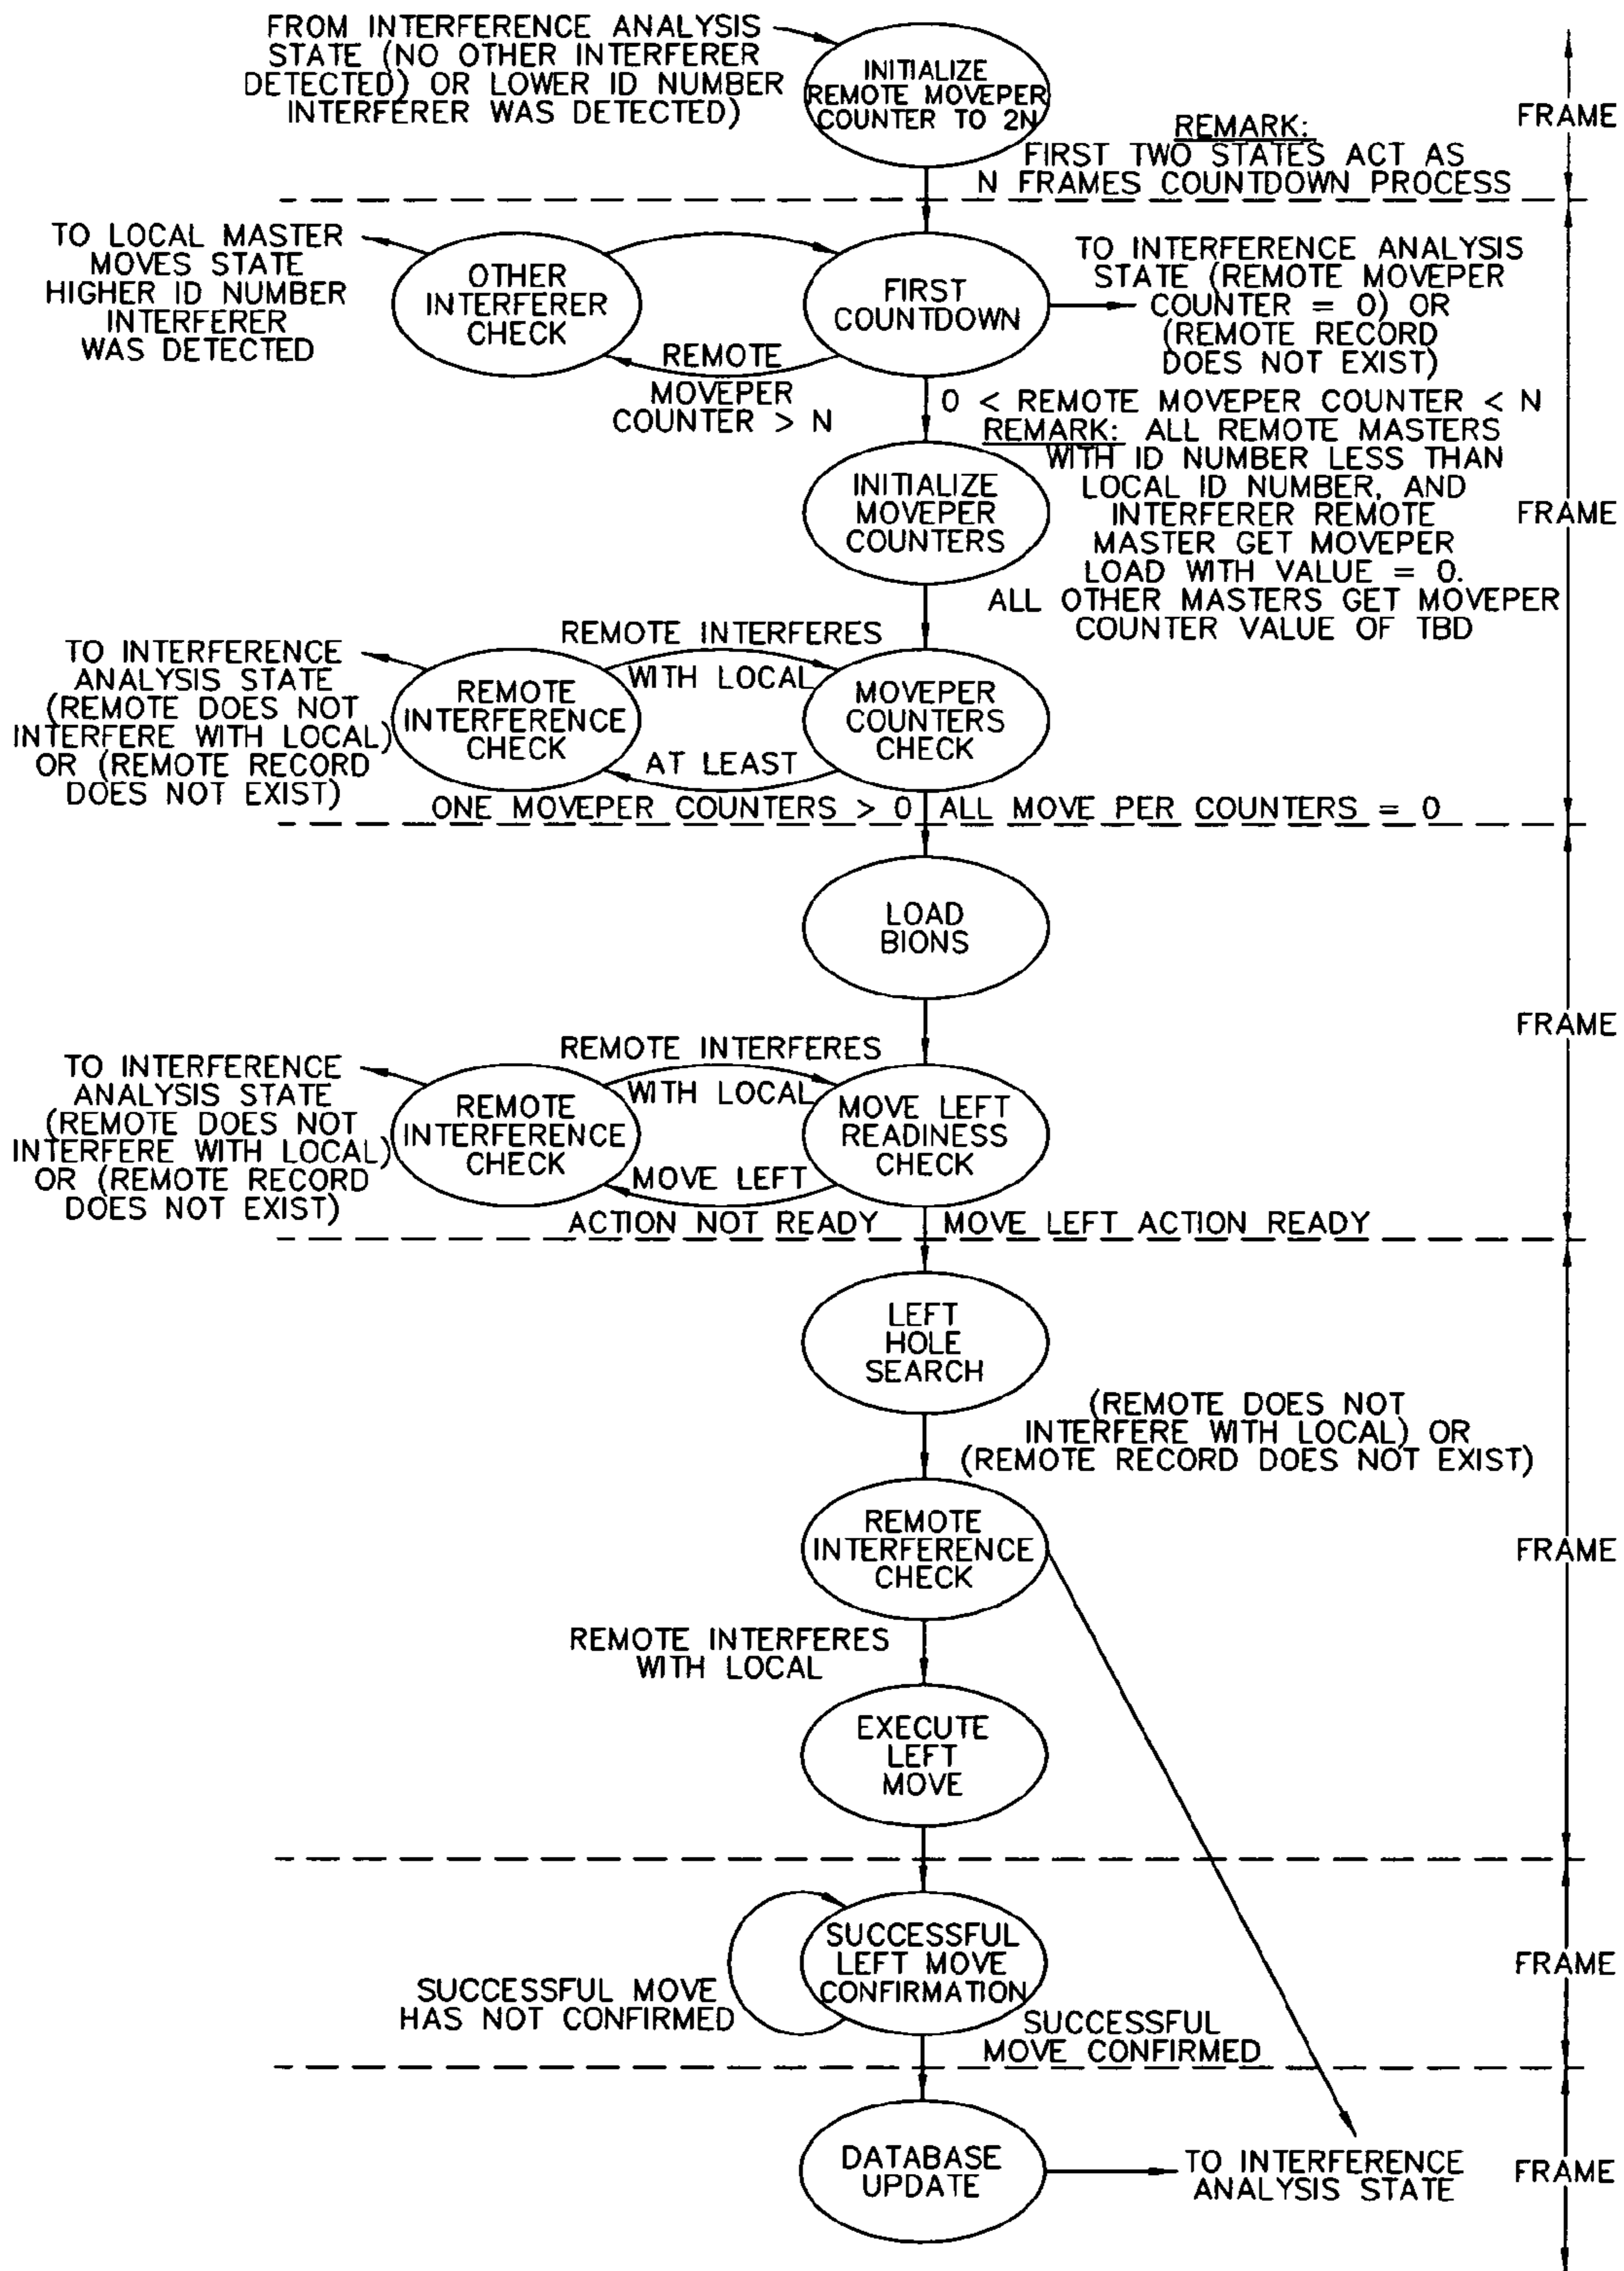 FROM INTERFERENCE ANALYSIS
STATE (NO OTHER INTERFERER
DETECTED) OR LOWER ID NUMBER
INTERFERER WAS DETECTED)
INITIALIZE
REMOTE MOVEPER
COUNTER TO 2N
FRAME
REMARK:
FIRST TWO STATES ACT AS
N FRAMES COUNTDOWN PROCESS
TO LOCAL MASTER
MOVES STATE
HIGHER ID NUMBER
INTERFERER
WAS DETECTED
OTHER
INTERFERER
CHECK
FIRST
COUNTDOWN
TO INTERFERENCE ANALYSIS
STATE (REMOTE MOVEPER
COUNTER = 0) OR
(REMOTE RECORD
DOES NOT EXIST)
REMOTE
MOVEPER
COUNTER > N
0 < REMOTE MOVEPER COUNTER < N
REMARK: ALL REMOTE MASTERS
WITH ID NUMBER LESS THAN
LOCAL ID NUMBER, AND
INTERFERER REMOTE
MASTER GET MOVEPER
LOAD WITH VALUE = 0.
ALL OTHER MASTERS GET MOVEPER
COUNTER VALUE OF TBD
INITIALIZE
MOVEPER
COUNTERS
FRAME
TO INTERFERENCE
ANALYSIS STATE
(REMOTE DOES NOT
INTERFERE WITH LOCAL)
OR (REMOTE RECORD
DOES NOT EXIST)
REMOTE INTERFERES
WITH LOCAL
REMOTE
INTERFERENCE
CHECK
MOVEPER
COUNTERS
CHECK
AT LEAST
ONE MOVEPER COUNTERS > 0
ALL MOVE PER COUNTERS = 0
LOAD
BIONS
FRAME
TO INTERFERENCE
ANALYSIS STATE
(REMOTE DOES NOT
INTERFERE WITH LOCAL)
OR (REMOTE RECORD
DOES NOT EXIST)
REMOTE INTERFERES
WITH LOCAL
REMOTE
INTERFERENCE
CHECK
MOVE LEFT
READINESS
CHECK
MOVE LEFT
ACTION NOT READY
MOVE LEFT ACTION READY
LEFT
HOLE
SEARCH
(REMOTE DOES NOT
INTERFERE WITH LOCAL) OR
(REMOTE RECORD DOES NOT EXIST)
REMOTE
INTERFERENCE
CHECK
FRAME
REMOTE INTERFERES
WITH LOCAL
EXECUTE
LEFT
MOVE
SUCCESSFUL
LEFT MOVE
CONFIRMATION
FRAME
SUCCESSFUL MOVE
HAS NOT CONFIRMED
SUCCESSFUL
MOVE CONFIRMED
DATABASE
UPDATE
TO INTERFERENCE
ANALYSIS STATE
FRAME